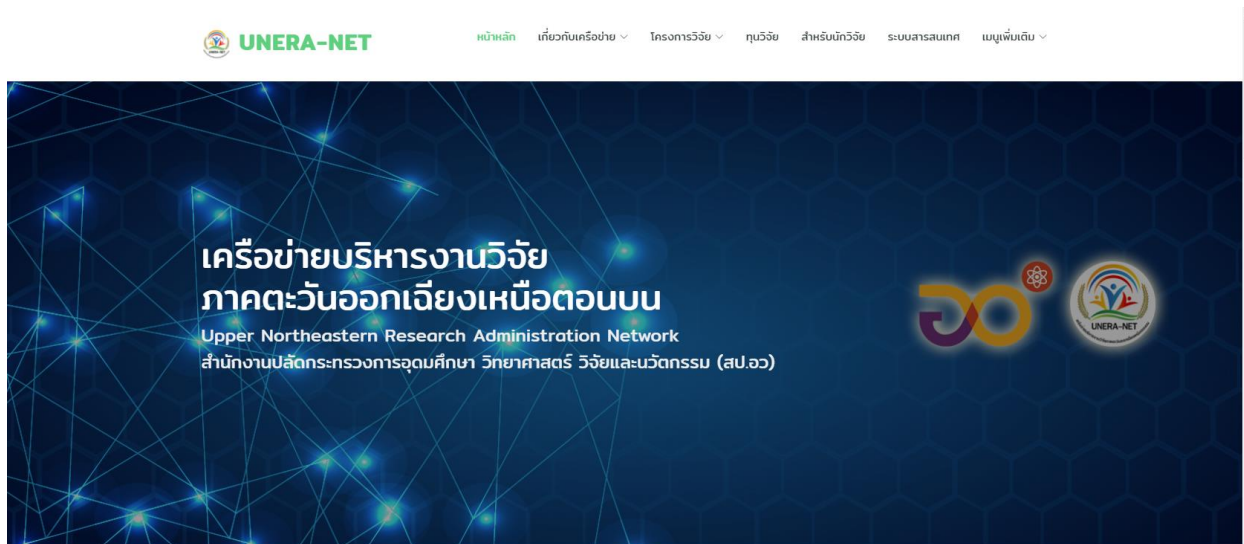 UNERA-NET
หน้าหลัก เกี่ยวกับเครือข่าย โครงการวิจัย ทุนวิจัย สำหรับนักวิจัย ระบบสารสนเทศ เมนูเพิ่มเติม
เครือข่ายบริหารงานวิจัย
ภาคตะวันออกเฉียงเหนือตอนบน
Upper Northeastern Research Administration Network
สำนักงานปลัดกระทรวงการอุดมศึกษา วิทยาศาสตร์ วิจัยและนวัตกรรม (สป.อว)
UNERA-NET